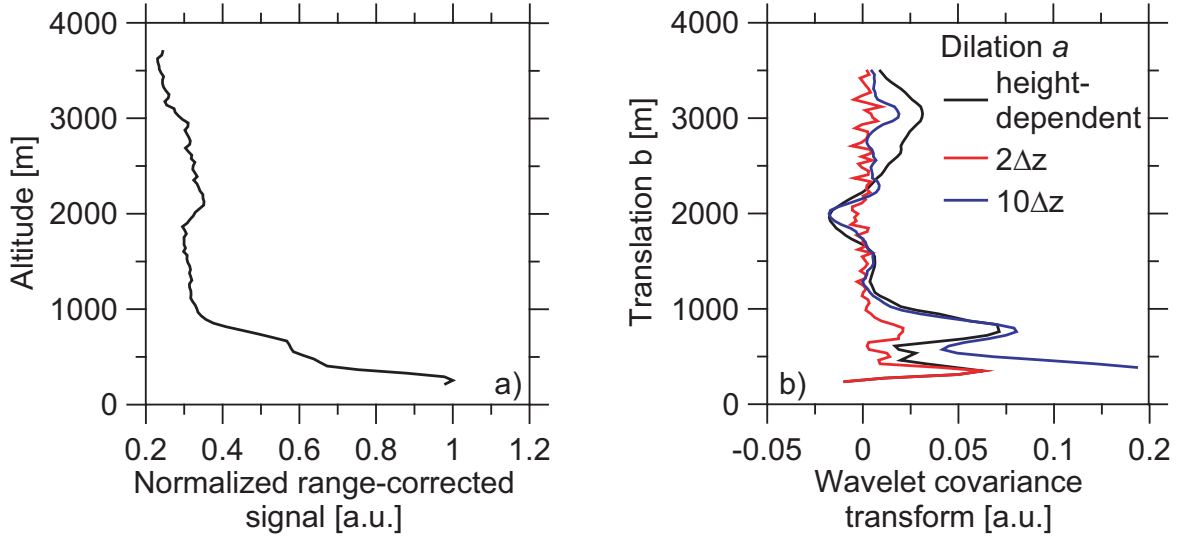 4000
3000
2000
1000
0
Altitude [m]
0.2 0.4 0.6 0.8 1 1.2
Normalized range-corrected
signal [a.u.]
a)
4000
3000
2000
1000
0
Translation b [m]
-0.05 0 0.05 0.1 0.2
Wavelet covariance
transform [a.u.]
b)
Dilation a
height-
dependent
2Δz
10Δz